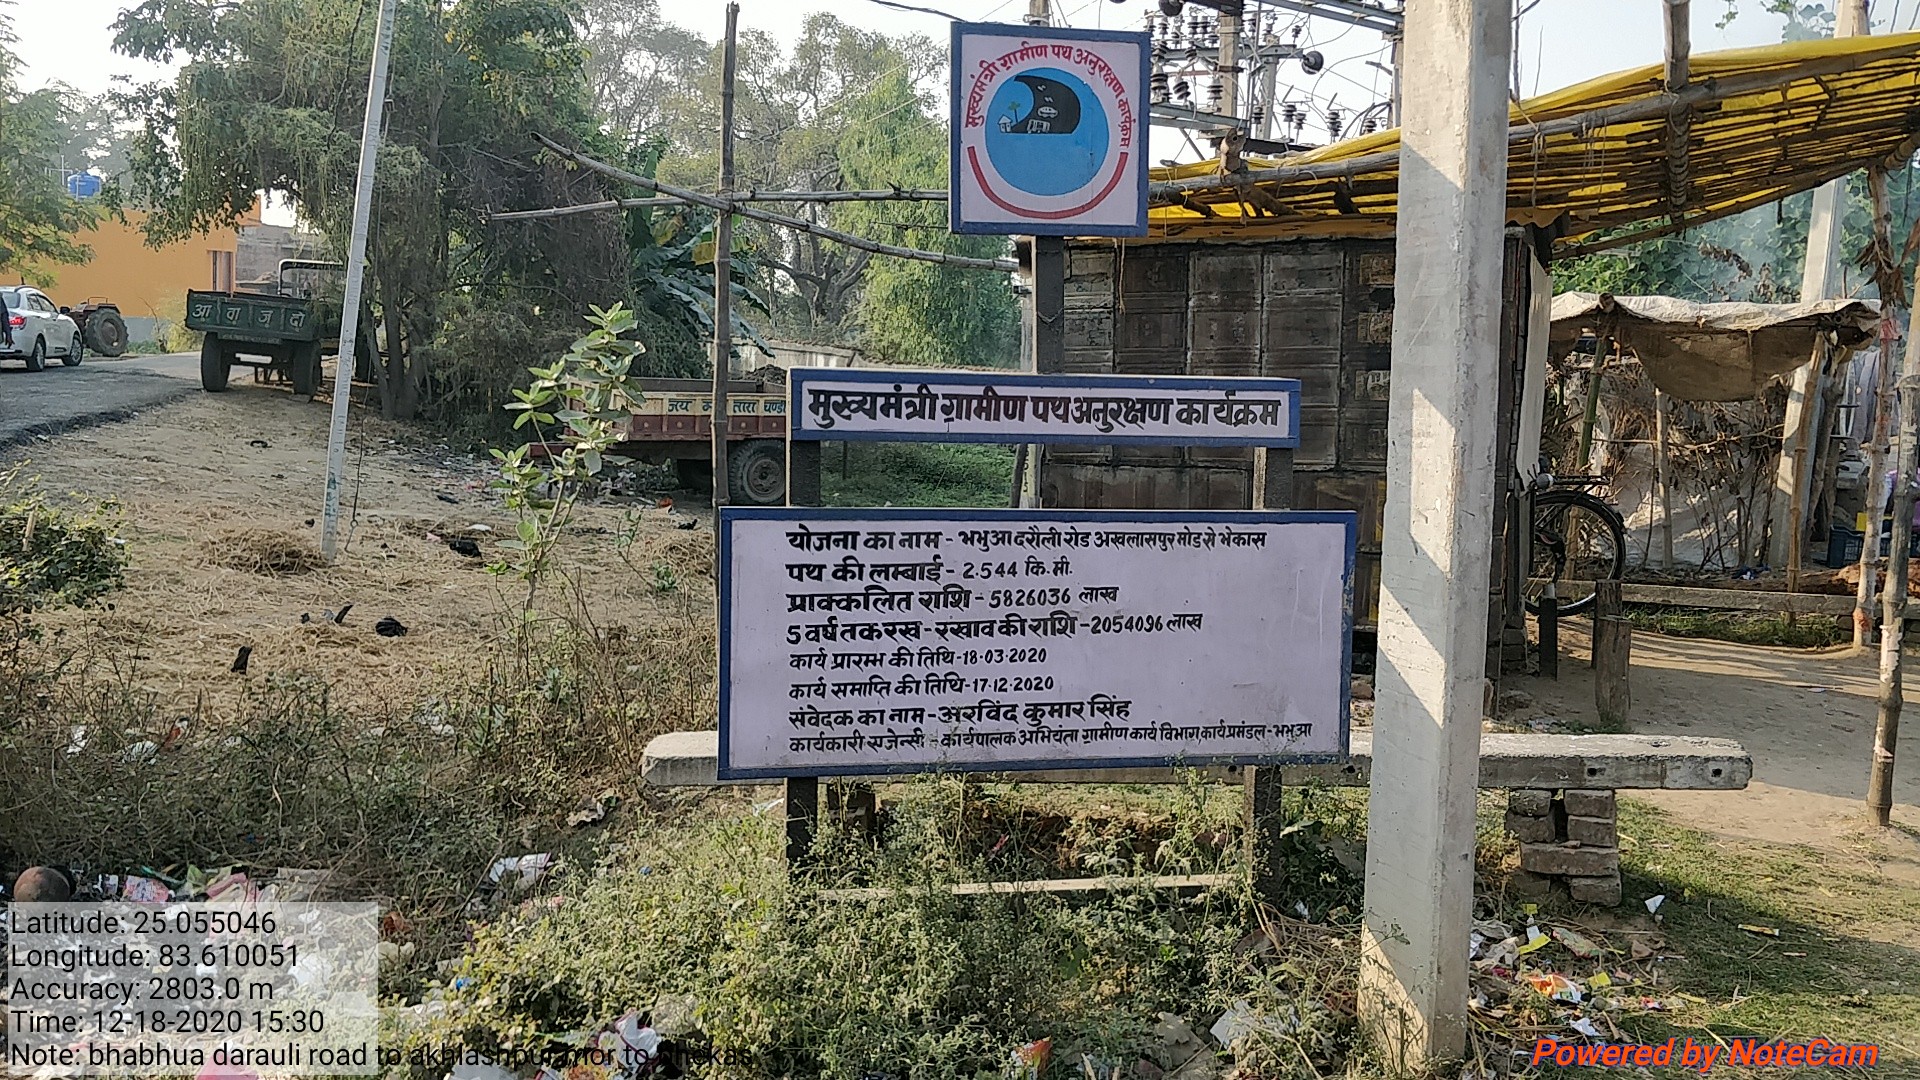 मुख्यमंत्री ग्रामीण पथ अनुरक्षण कार्यक्रम
आ वा ज दो
जय माँ तारा चण्डी
मुख्यमंत्री ग्रामीण पथ अनुरक्षण कार्यक्रम
योजना का नाम - भभुआ दरौली रोड अखलासपुर मोड से भेकास
पथ की लम्बाई - 2.544 कि.मी.
प्राक्कलित राशि - 5826036 लाख
5 वर्ष तक रख-रखाव की राशि - 2054096 लाख
कार्य प्रारम्भ की तिथि - 18.03.2020
कार्य समाप्ति की तिथि - 17.12.2020
संवेदक का नाम - अरविंद कुमार सिंह
कार्यकारी एजेन्सी - कार्यपालक अभियंता ग्रामीण कार्य विभाग, कार्य प्रमंडल - भभुआ
Latitude: 25.055046
Longitude: 83.610051
Accuracy: 2803.0 m
Time: 12-18-2020 15:30
Note: bhabhua darauli road to akhlashpur mor to bhekas
Powered by NoteCam